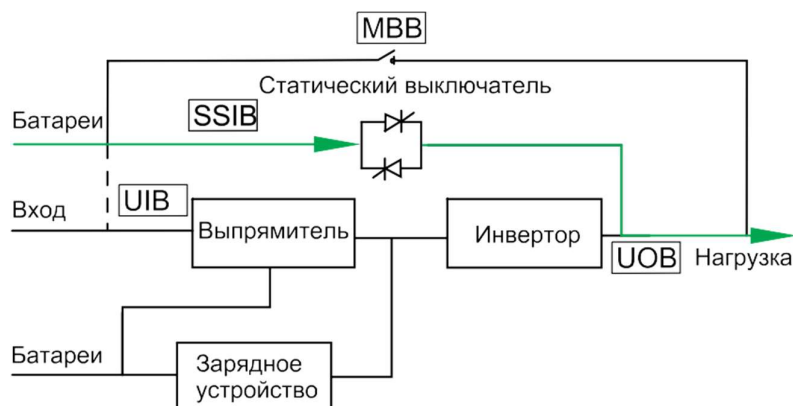 MBB
Статический выключатель
Батареи
SSIB
Вход
UIB
Выпрямитель
Инвертор
UOB
Нагрузка
Батареи
Зарядное
устройство